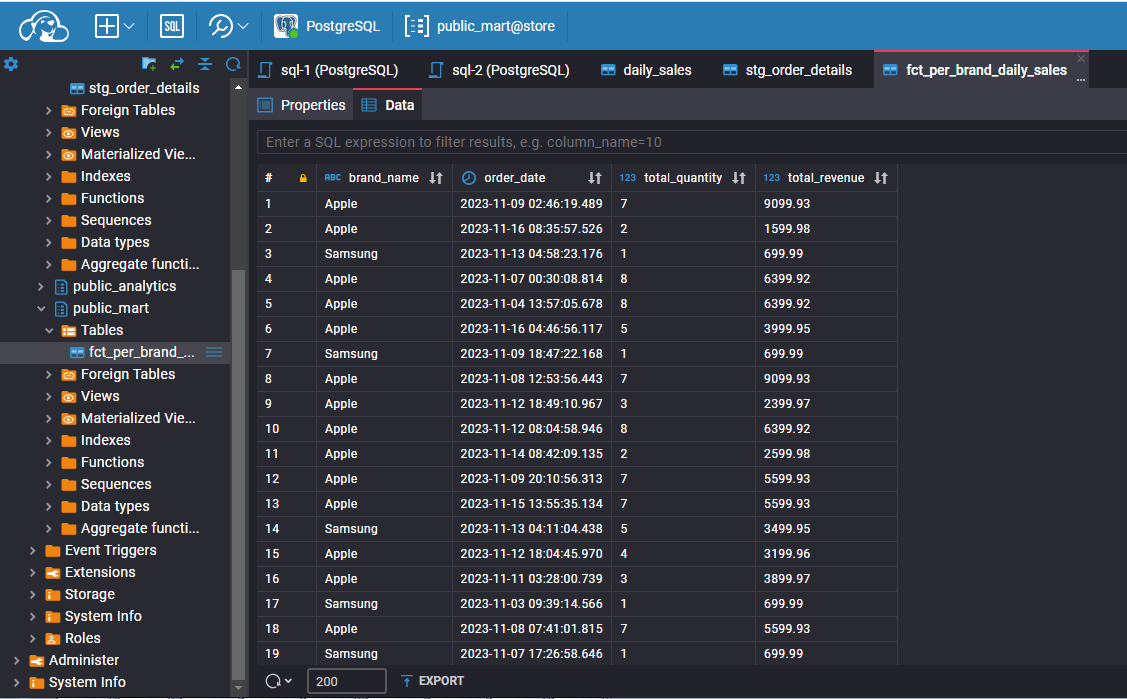 SQL PostgreSQL public_mart@store
sql-1 (PostgreSQL) sql-2 (PostgreSQL) daily_sales stg_order_details fct_per_brand_daily_sales
Properties Data
Enter a SQL expression to filter results, e.g. column_name=10
stg_order_details
Foreign Tables
Views
Materialized Vie...
Indexes
Functions
Sequences
Data types
Aggregate functi...
public_analytics
public_mart
Tables
fct_per_brand_...
Foreign Tables
Views
Materialized Vie...
Indexes
Functions
Sequences
Data types
Aggregate functi...
Event Triggers
Extensions
Storage
System Info
Roles
Administer
System Info
# ABC brand_name order_date 123 total_quantity 123 total_revenue
1 Apple 2023-11-09 02:46:19.489 7 9099.93
2 Apple 2023-11-16 08:35:57.526 2 1599.98
3 Samsung 2023-11-13 04:58:23.176 1 699.99
4 Apple 2023-11-07 00:30:08.814 8 6399.92
5 Apple 2023-11-04 13:57:05.678 8 6399.92
6 Apple 2023-11-16 04:46:56.117 5 3999.95
7 Samsung 2023-11-09 18:47:22.168 1 699.99
8 Apple 2023-11-08 12:53:56.443 7 9099.93
9 Apple 2023-11-12 18:49:10.967 3 2399.97
10 Apple 2023-11-12 08:04:58.946 8 6399.92
11 Apple 2023-11-14 08:42:09.135 2 2599.98
12 Apple 2023-11-09 20:10:56.313 7 5599.93
13 Apple 2023-11-15 13:55:35.134 7 5599.93
14 Samsung 2023-11-13 04:11:04.438 5 3499.95
15 Apple 2023-11-12 18:04:45.970 4 3199.96
16 Apple 2023-11-11 03:28:00.739 3 3899.97
17 Samsung 2023-11-03 09:39:14.566 1 699.99
18 Apple 2023-11-08 07:41:01.815 7 5599.93
19 Samsung 2023-11-07 17:26:58.646 1 699.99
200 EXPORT